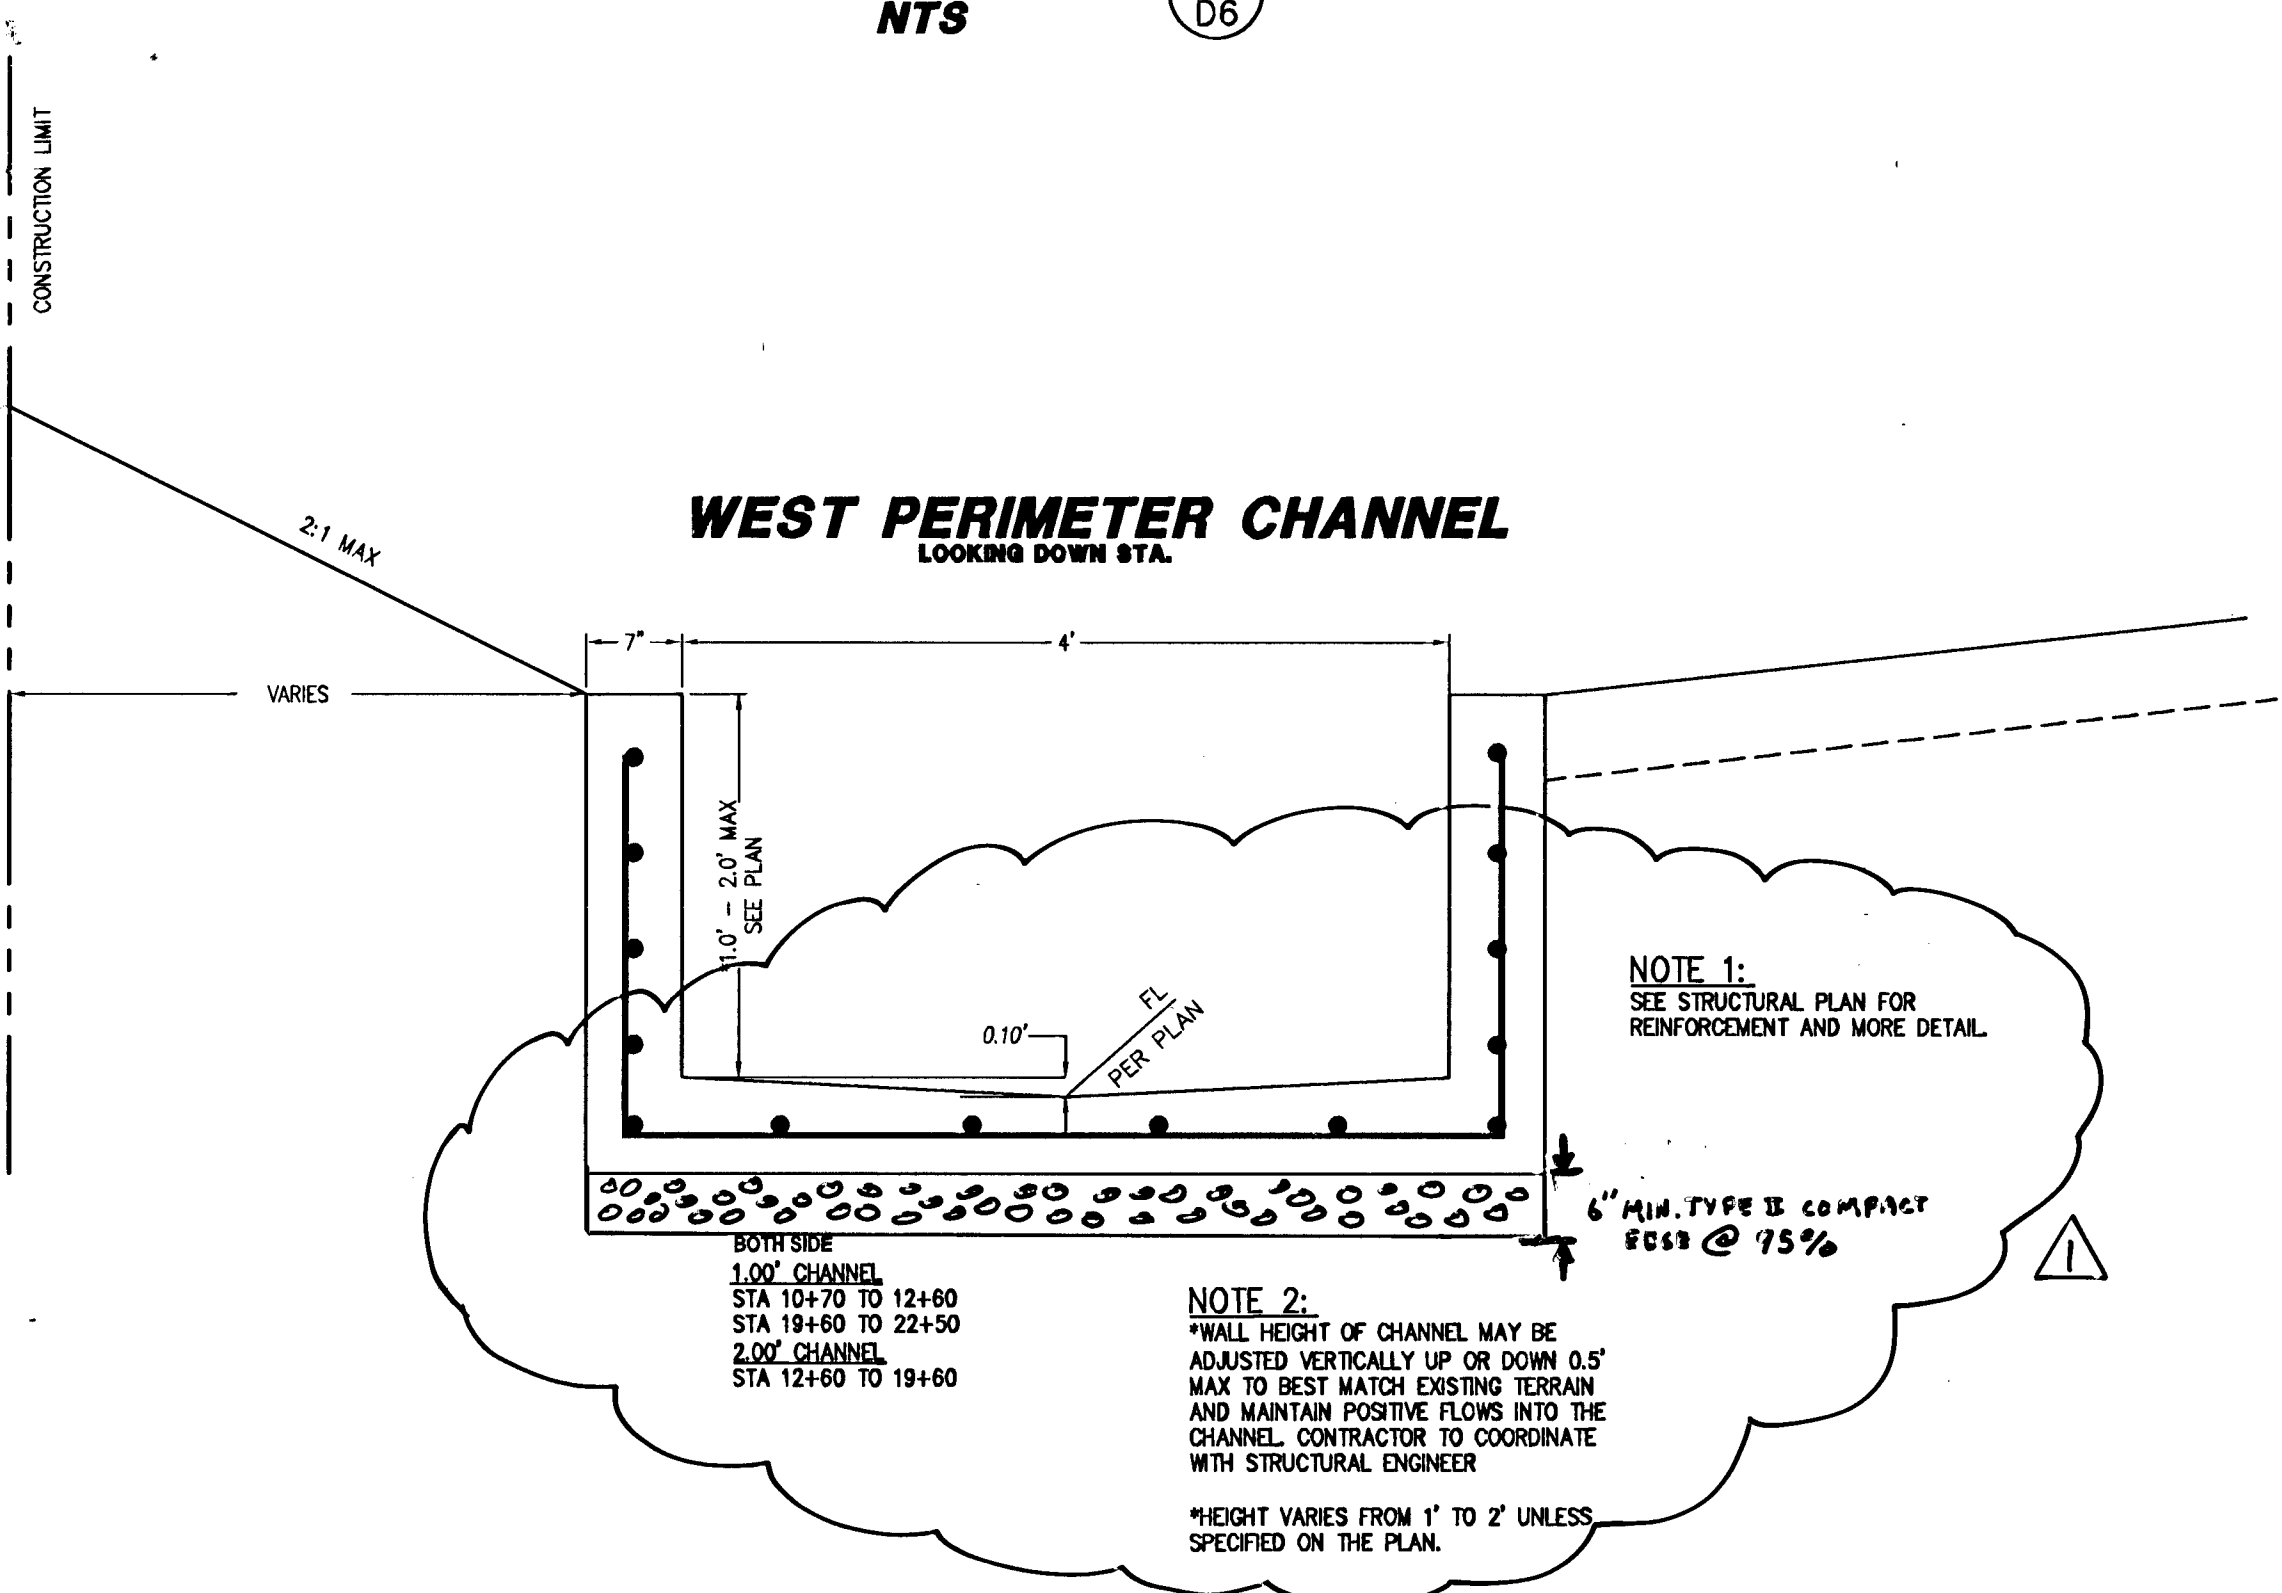 NTS
D6
CONSTRUCTION LIMIT
2:1 MAX
WEST PERIMETER CHANNEL
LOOKING DOWN STA.
7"
4'
VARIES
*1.0' - 2.0' MAX
SEE PLAN
0.10'
FL
PER PLAN
NOTE 1:
SEE STRUCTURAL PLAN FOR
REINFORCEMENT AND MORE DETAIL.
6" MIN. TYPE II COMPACT
@ 95%
1
BOTH SIDE
1.00' CHANNEL
STA 10+70 TO 12+60
STA 19+60 TO 22+50
2.00' CHANNEL
STA 12+60 TO 19+60
NOTE 2:
*WALL HEIGHT OF CHANNEL MAY BE
ADJUSTED VERTICALLY UP OR DOWN 0.5'
MAX TO BEST MATCH EXISTING TERRAIN
AND MAINTAIN POSITIVE FLOWS INTO THE
CHANNEL. CONTRACTOR TO COORDINATE
WITH STRUCTURAL ENGINEER
*HEIGHT VARIES FROM 1' TO 2' UNLESS
SPECIFIED ON THE PLAN.